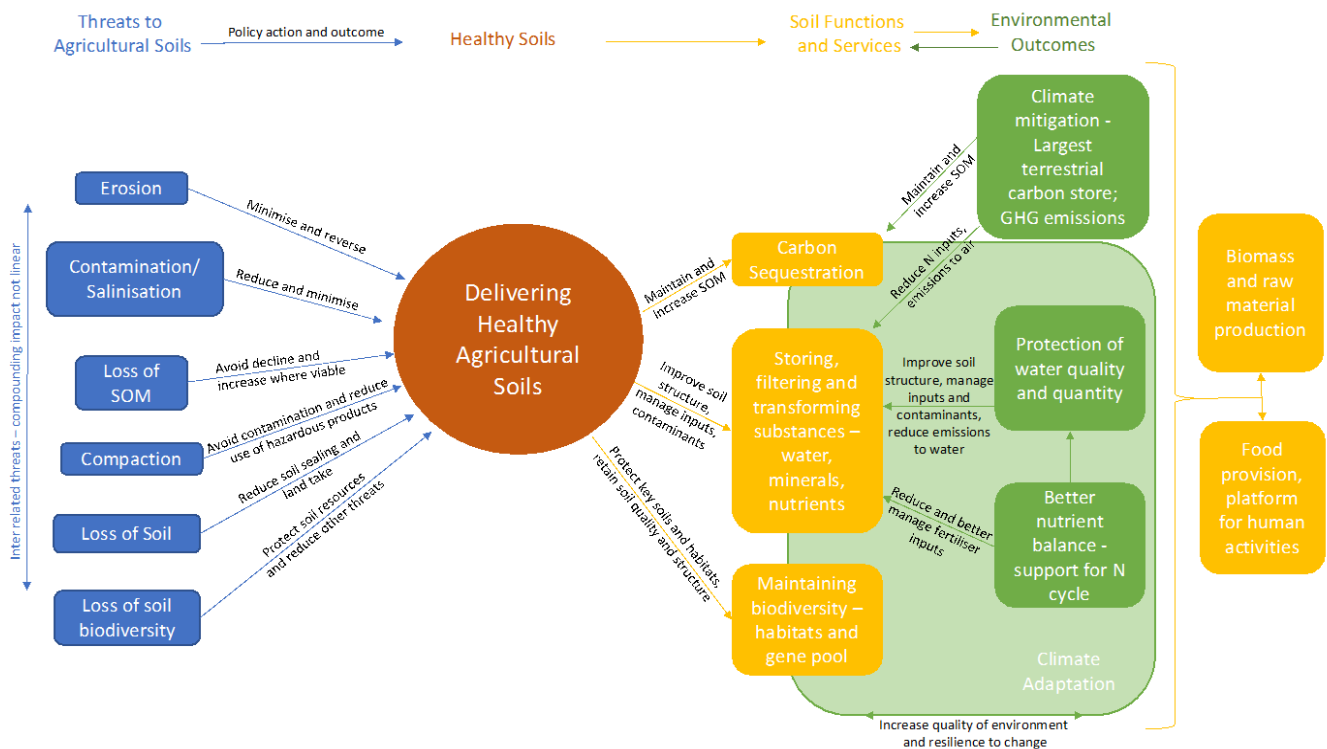 Threats to
Agricultural Soils
Policy action and outcome
Healthy Soils
Soil Functions
and Services
Environmental
Outcomes
Inter related threats – compounding impact not linear
Erosion
Contamination/
Salinisation
Loss of
SOM
Compaction
Loss of Soil
Loss of soil
biodiversity
Minimise and reverse
Reduce and minimise
Avoid decline and
increase where viable
Avoid contamination and reduce
use of hazardous products
Reduce soil sealing and
land take
Protect soil resources
and reduce other threats
Delivering
Healthy
Agricultural
Soils
Maintain and
increase SOM
Improve soil
structure,
manage inputs,
contaminants
Protect key soils and habitats,
retain soil quality and structure
Carbon
Sequestration
Storing,
filtering and
transforming
substances –
water,
minerals,
nutrients
Maintaining
biodiversity –
habitats and
gene pool
Maintain and
increase SOM
Reduce N inputs,
emissions to air
Improve soil
structure, manage
inputs and
contaminants,
reduce emissions
to water
Reduce and better
manage fertiliser
inputs
Climate
mitigation -
Largest
terrestrial
carbon store;
GHG emissions
Protection of
water quality
and quantity
Better
nutrient
balance -
support for N
cycle
Climate
Adaptation
Increase quality of environment
and resilience to change
Biomass
and raw
material
production
Food
provision,
platform
for human
activities